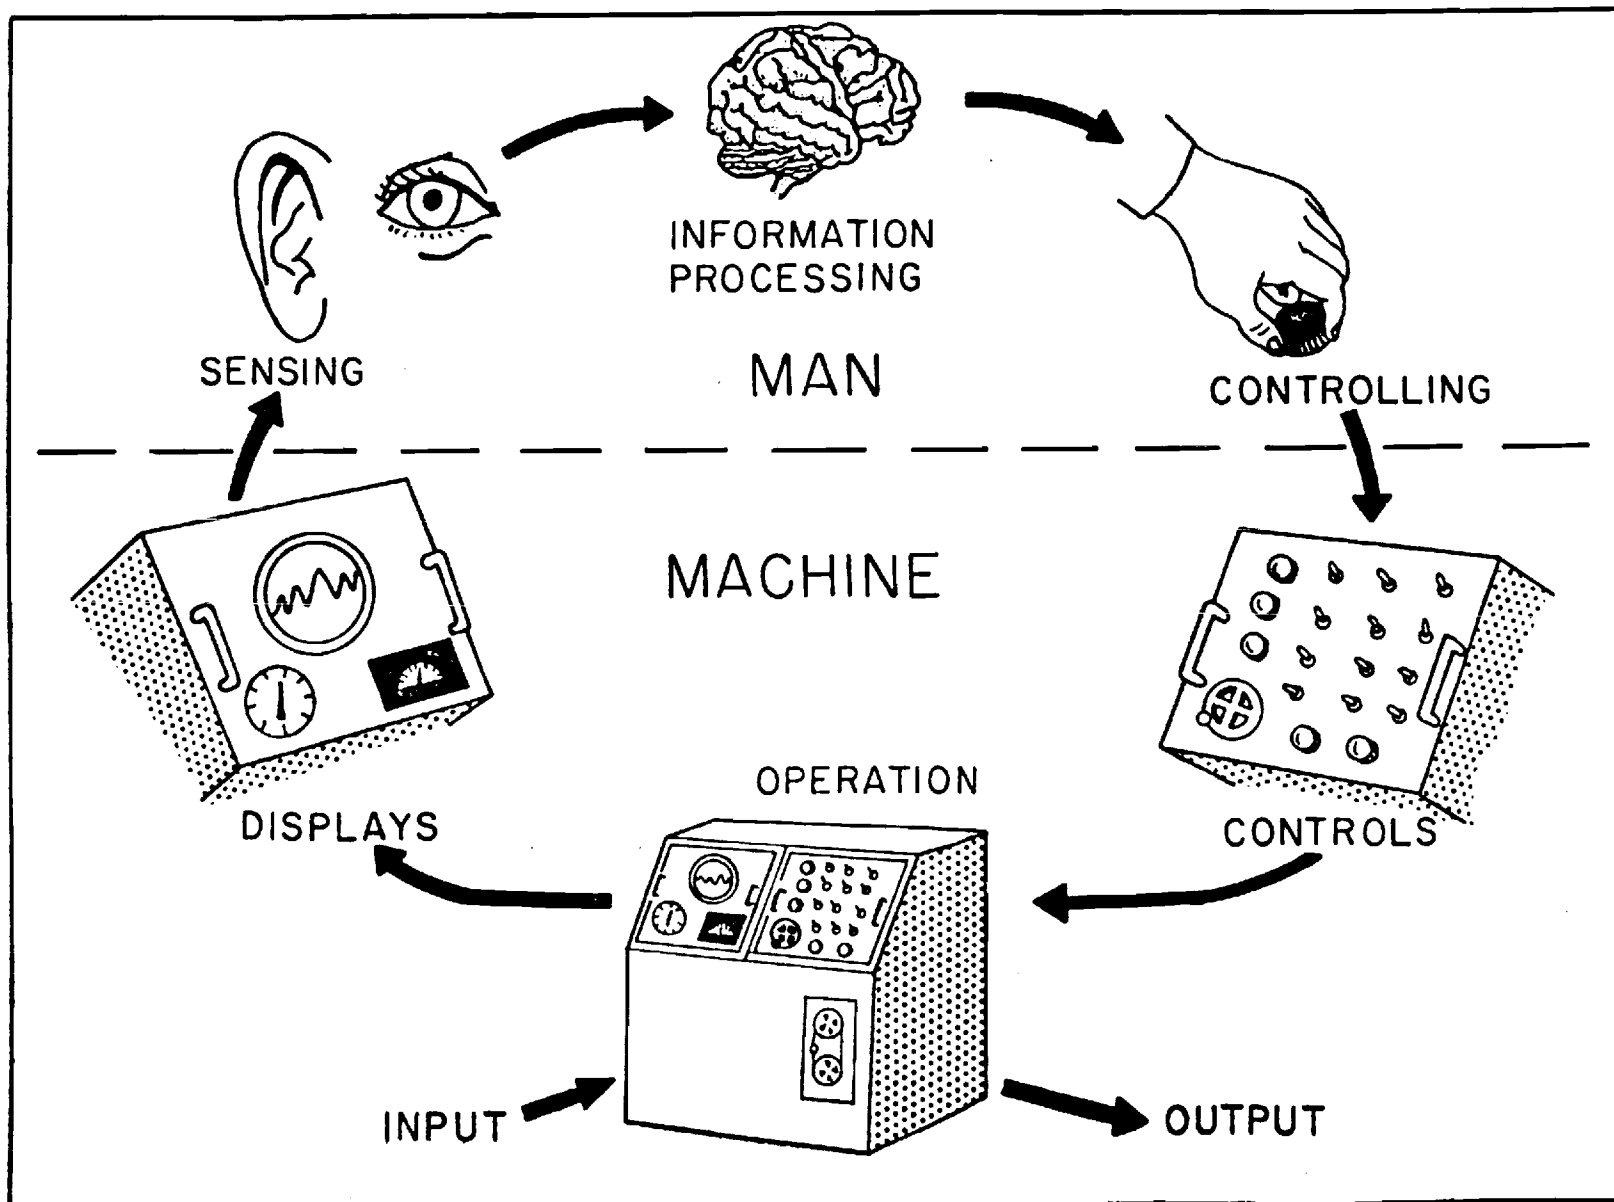 INFORMATION
PROCESSING
SENSING
MAN
CONTROLLING
MACHINE
OPERATION
DISPLAYS
CONTROLS
INPUT
OUTPUT